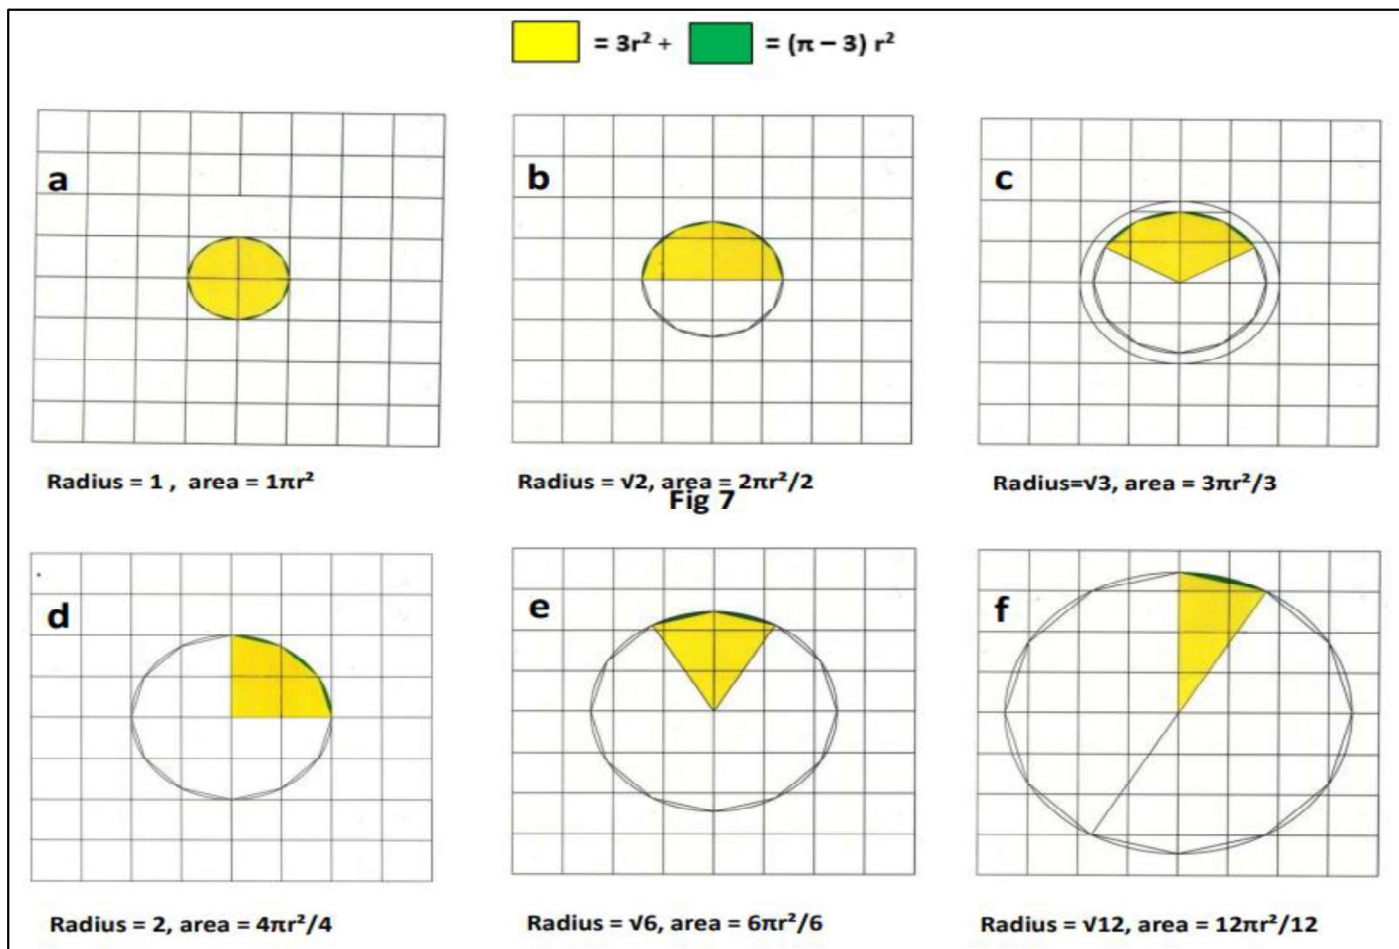 = 3r² + = (π – 3) r²
a
b
c
Radius = 1 , area = 1πr²
Radius = √2, area = 2πr²/2
Radius=√3, area = 3πr²/3
Fig 7
d
e
f
Radius = 2, area = 4πr²/4
Radius = √6, area = 6πr²/6
Radius = √12, area = 12πr²/12